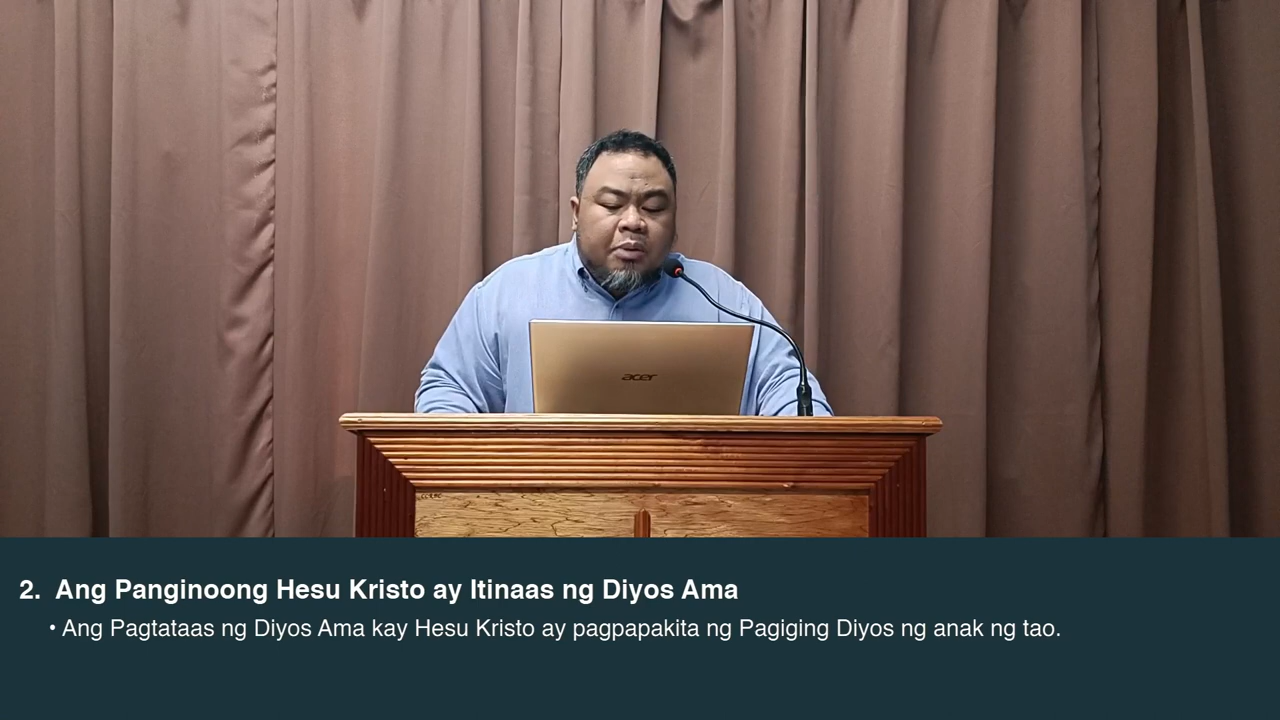 acer
2. Ang Panginoong Hesu Kristo ay Itinaas ng Diyos Ama
• Ang Pagtataas ng Diyos Ama kay Hesu Kristo ay pagpapakita ng Pagiging Diyos ng anak ng tao.